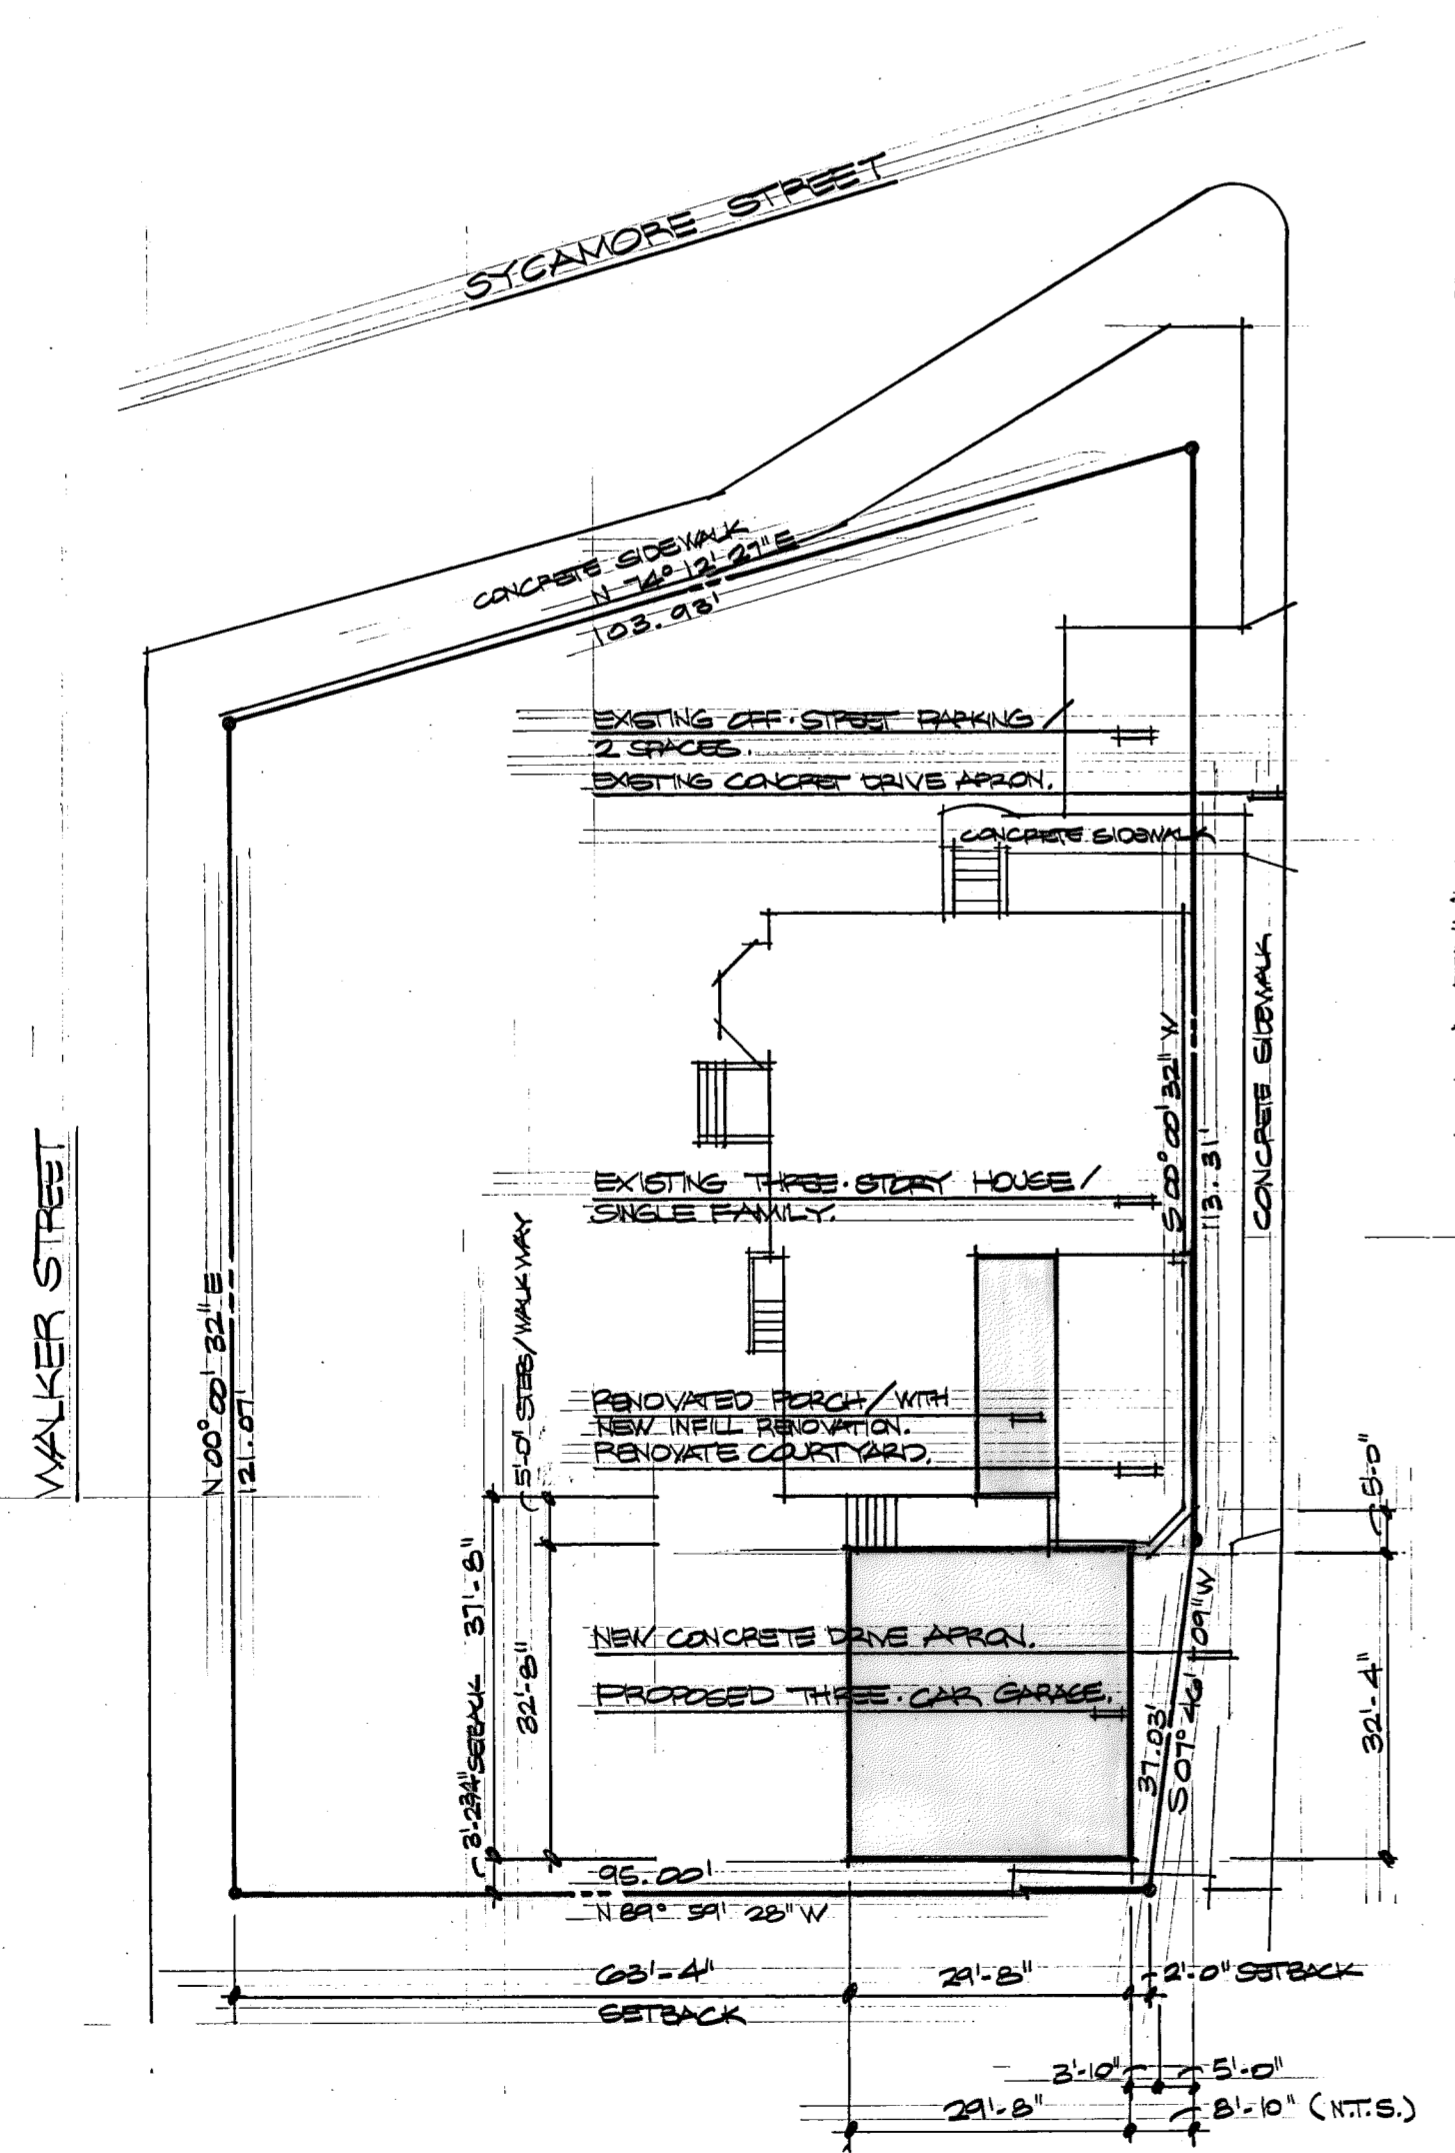 SYCAMORE STREET
CONCRETE SIDEWALK
N 74° 12' 27" E
103.93'
EXISTING OFF·STREET PARKING /
2 SPACES.
EXISTING CONCRET DRIVE APRON.
CONCRETE SIDEWALK
CONCRETE SIDEWALK
S 00° 00' 32" W
113.31'
EXISTING THREE·STORY HOUSE /
SINGLE FAMILY.
WALKER STREET
N 00° 00' 32" E
121.07'
5'-0" STEPS/WALKWAY
RENOVATED PORCH/WITH
NEW INFILL RENOVATION.
RENOVATE COURTYARD.
5'-0"
37'-8"
32'-8"
3'-2 3/4" SETBACK
NEW CONCRETE DRIVE APRON.
PROPOSED THREE·CAR GARAGE.
37.03'
S 07° 46' 09" W
32'-4"
95.00'
N 89° 59' 28" W
63'-4"
SETBACK
29'-8"
2'-0" SETBACK
3'-10"
5'-0"
29'-8"
8'-10" (N.T.S.)